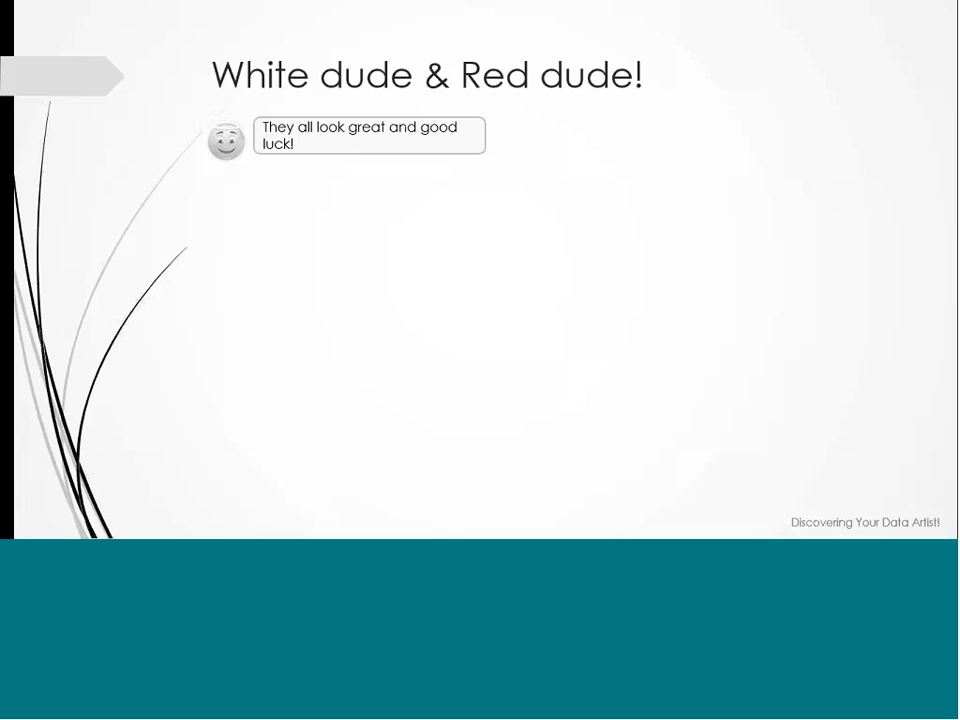 White dude & Red dude!
They all look great and good
luck!
Discovering Your Data Artist!